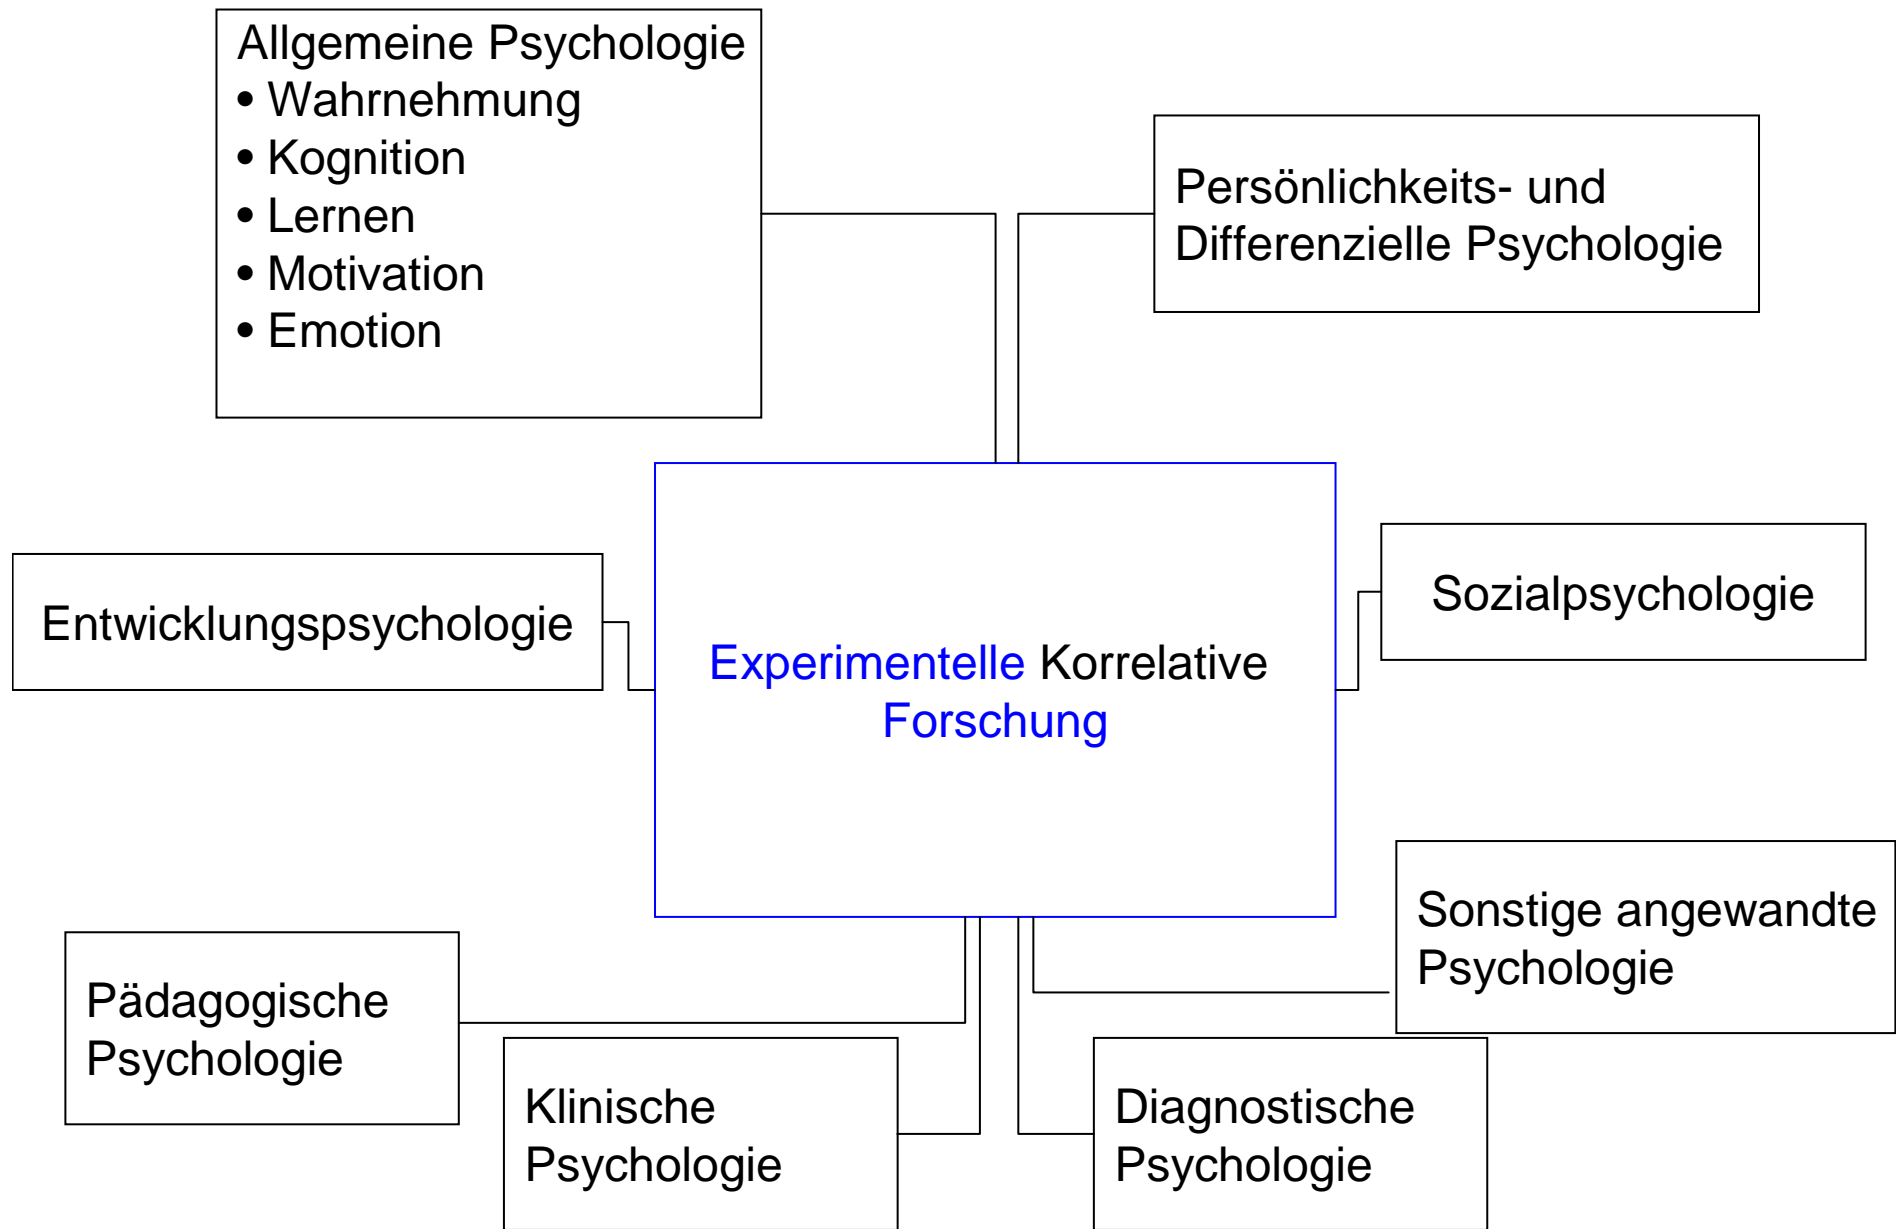 Allgemeine Psychologie
• Wahrnehmung
• Kognition
• Lernen
• Motivation
• Emotion
Persönlichkeits- und
Differenzielle Psychologie
Entwicklungspsychologie
Experimentelle Korrelative
Forschung
Sozialpsychologie
Pädagogische
Psychologie
Klinische
Psychologie
Diagnostische
Psychologie
Sonstige angewandte
Psychologie